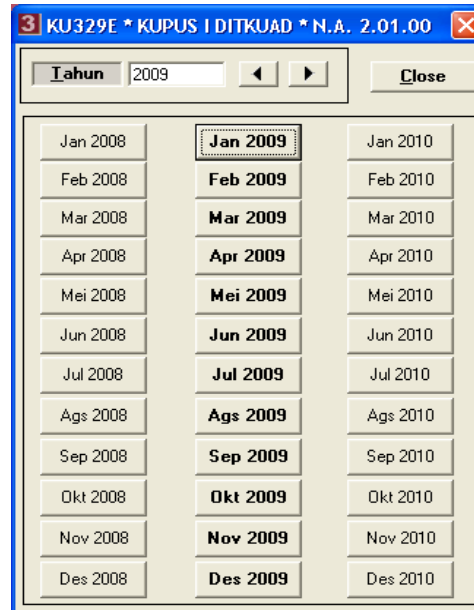 3 KU329E * KUPUS I DITKUAD * N.A. 2.01.00
Tahun 2009 Close
Jan 2008 Jan 2009 Jan 2010
Feb 2008 Feb 2009 Feb 2010
Mar 2008 Mar 2009 Mar 2010
Apr 2008 Apr 2009 Apr 2010
Mei 2008 Mei 2009 Mei 2010
Jun 2008 Jun 2009 Jun 2010
Jul 2008 Jul 2009 Jul 2010
Ags 2008 Ags 2009 Ags 2010
Sep 2008 Sep 2009 Sep 2010
Okt 2008 Okt 2009 Okt 2010
Nov 2008 Nov 2009 Nov 2010
Des 2008 Des 2009 Des 2010